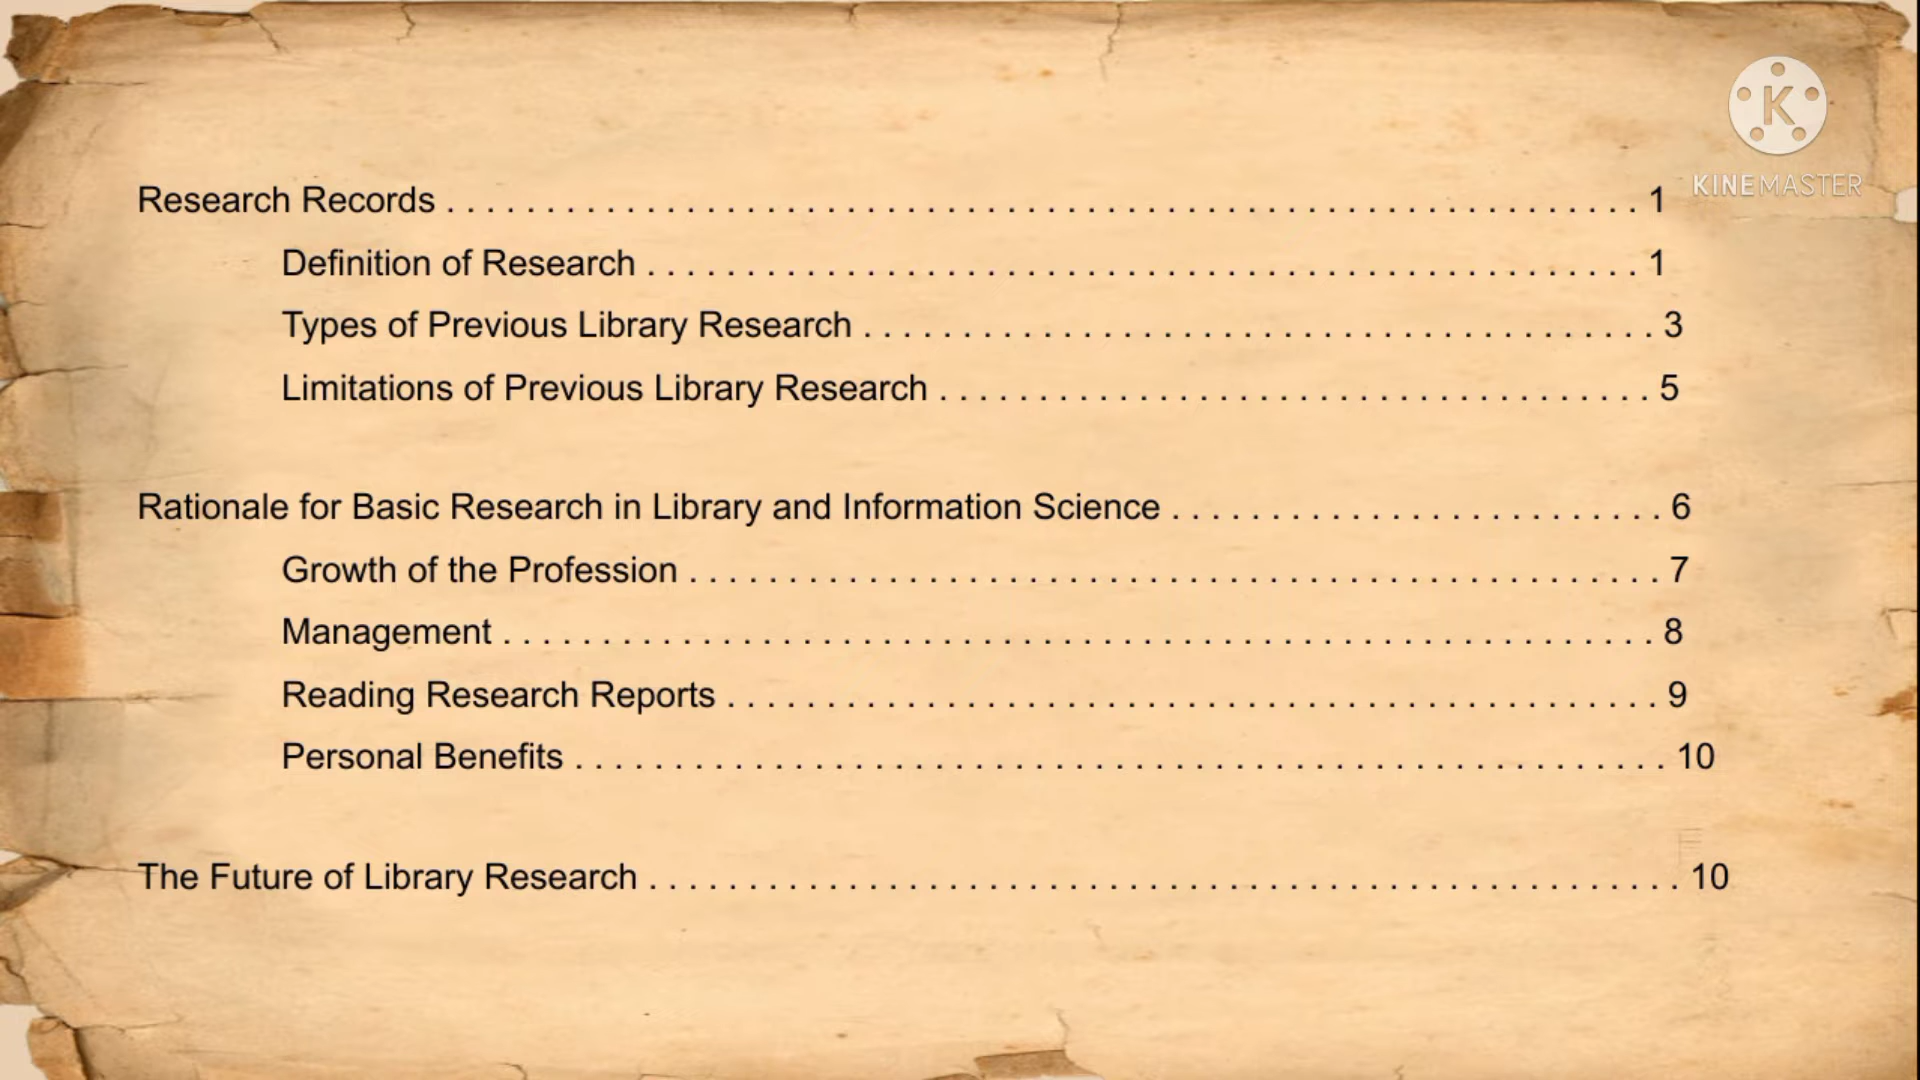 K
KINEMASTER
Research Records . . . . . . . . . . . . . . . . . . . . . . . . . . . . . . . . . . . . . . . . . . . . . . . . . . . . . . . . . . . . 1
Definition of Research . . . . . . . . . . . . . . . . . . . . . . . . . . . . . . . . . . . . . . . . . . . . . . . . . . 1
Types of Previous Library Research . . . . . . . . . . . . . . . . . . . . . . . . . . . . . . . . . . . . . . . . 3
Limitations of Previous Library Research . . . . . . . . . . . . . . . . . . . . . . . . . . . . . . . . . . . . 5
Rationale for Basic Research in Library and Information Science . . . . . . . . . . . . . . . . . . . . . . . . . 6
Growth of the Profession . . . . . . . . . . . . . . . . . . . . . . . . . . . . . . . . . . . . . . . . . . . . . . . . . 7
Management . . . . . . . . . . . . . . . . . . . . . . . . . . . . . . . . . . . . . . . . . . . . . . . . . . . . . . . . . . 8
Reading Research Reports . . . . . . . . . . . . . . . . . . . . . . . . . . . . . . . . . . . . . . . . . . . . . . . 9
Personal Benefits . . . . . . . . . . . . . . . . . . . . . . . . . . . . . . . . . . . . . . . . . . . . . . . . . . . . . . . 10
The Future of Library Research . . . . . . . . . . . . . . . . . . . . . . . . . . . . . . . . . . . . . . . . . . . . . . . . . . . . 10